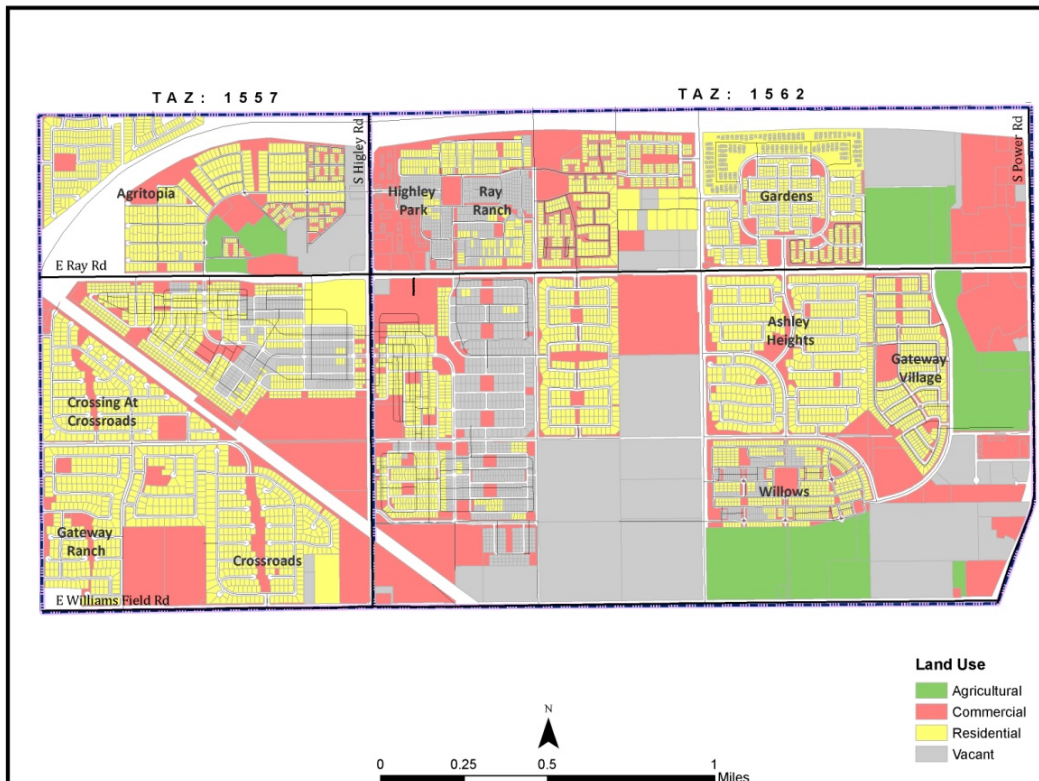 TAZ: 1557
TAZ: 1562
S Higley Rd
S Power Rd
Agritopia
Highley
Park
Ray
Ranch
Gardens
E Ray Rd
Ashley
Heights
Gateway
Village
Crossing At
Crossroads
Willows
Gateway
Ranch
Crossroads
E Williams Field Rd
Land Use
Agricultural
Commercial
Residential
Vacant
N
0 0.25 0.5 1
Miles